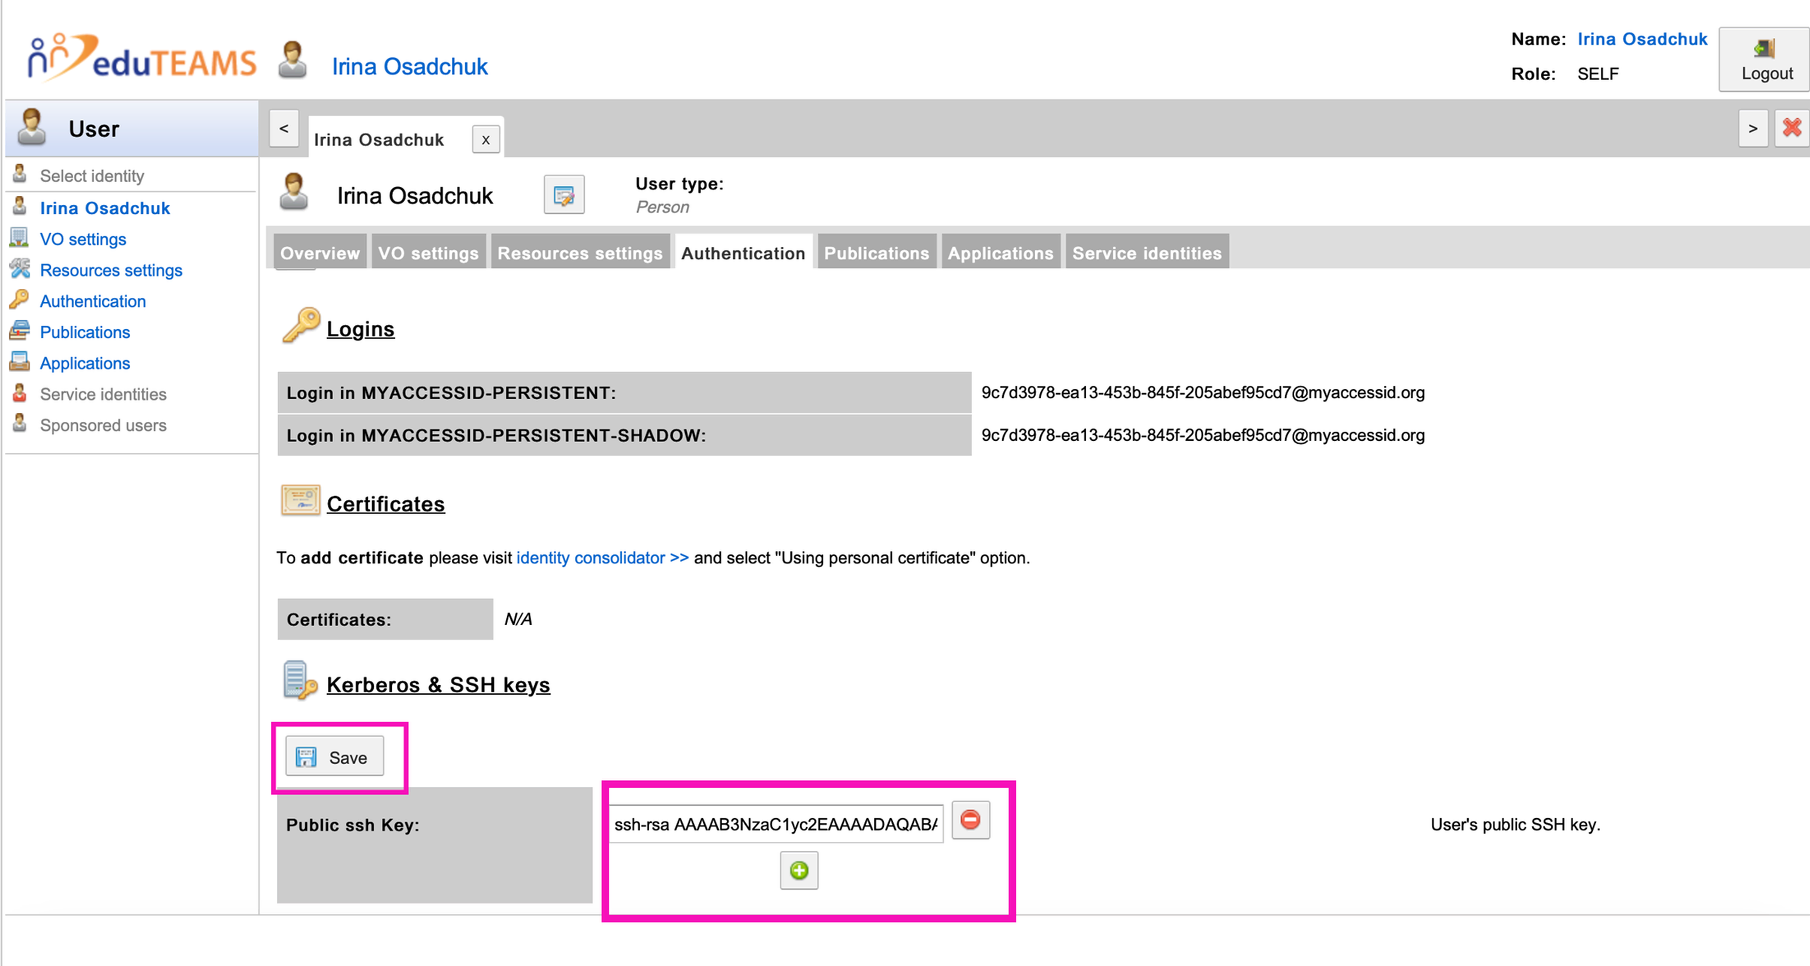 eduTEAMS
Irina Osadchuk
Name: Irina Osadchuk
Role: SELF
Logout
User
<
Irina Osadchuk
x
>
Select identity
Irina Osadchuk
VO settings
Resources settings
Authentication
Publications
Applications
Service identities
Sponsored users
Irina Osadchuk
User type:
Person
Overview VO settings Resources settings Authentication Publications Applications Service identities
Logins
Login in MYACCESSID-PERSISTENT: 9c7d3978-ea13-453b-845f-205abef95cd7@myaccessid.org
Login in MYACCESSID-PERSISTENT-SHADOW: 9c7d3978-ea13-453b-845f-205abef95cd7@myaccessid.org
Certificates
To add certificate please visit identity consolidator >> and select "Using personal certificate" option.
Certificates: N/A
Kerberos & SSH keys
Save
Public ssh Key: ssh-rsa AAAAB3NzaC1yc2EAAAADAQABA User's public SSH key.